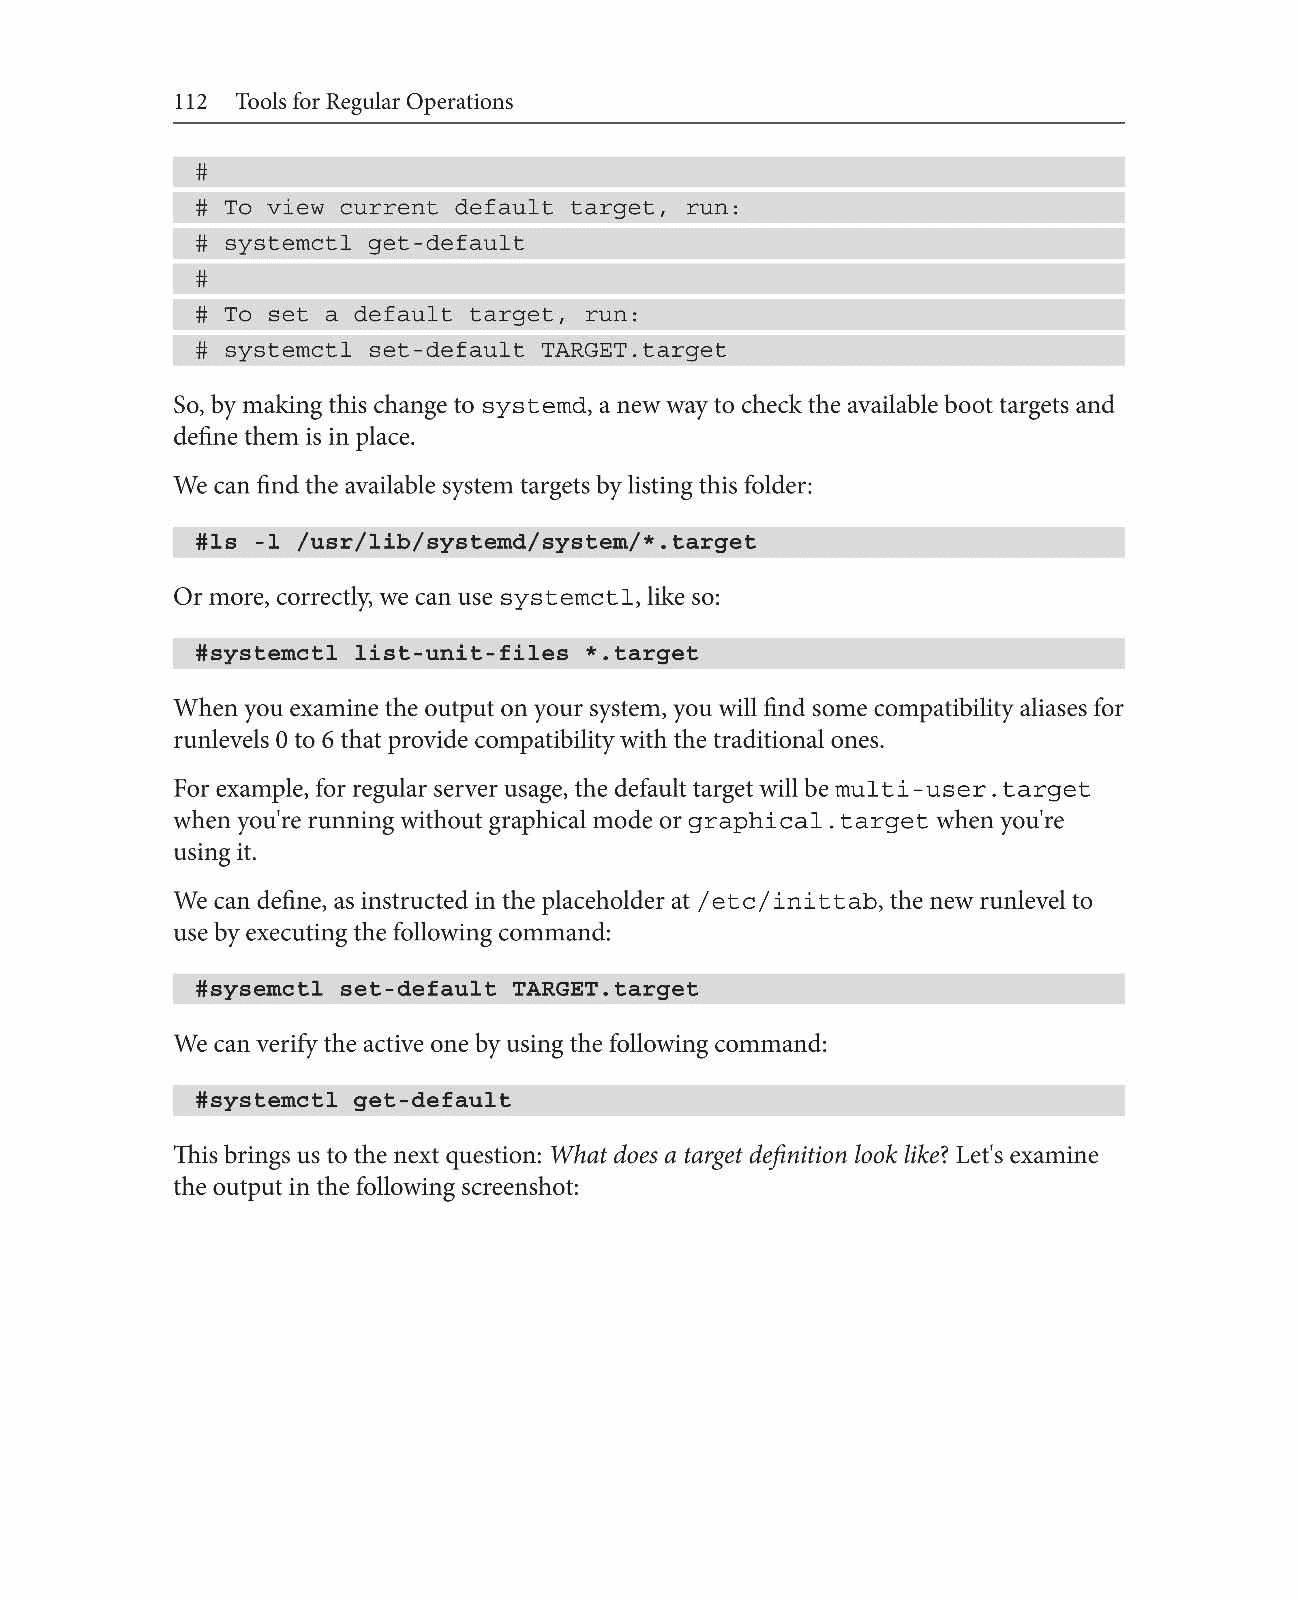 112 Tools for Regular Operations
#
# To view current default target, run:
# systemctl get-default
#
# To set a default target, run:
# systemctl set-default TARGET.target
So, by making this change to systemd, a new way to check the available boot targets and
define them is in place.
We can find the available system targets by listing this folder:
#ls -l /usr/lib/systemd/system/*.target
Or more, correctly, we can use systemctl, like so:
#systemctl list-unit-files *.target
When you examine the output on your system, you will find some compatibility aliases for
runlevels 0 to 6 that provide compatibility with the traditional ones.
For example, for regular server usage, the default target will be multi-user.target
when you're running without graphical mode or graphical.target when you're
using it.
We can define, as instructed in the placeholder at /etc/inittab, the new runlevel to
use by executing the following command:
#sysemctl set-default TARGET.target
We can verify the active one by using the following command:
#systemctl get-default
This brings us to the next question: What does a target definition look like? Let's examine
the output in the following screenshot: